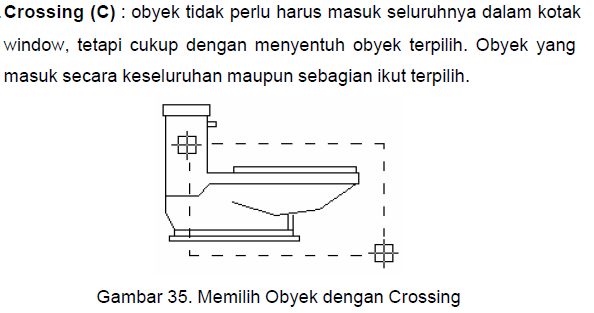 Crossing (C) : obyek tidak perlu harus masuk seluruhnya dalam kotak
window, tetapi cukup dengan menyentuh obyek terpilih. Obyek yang
masuk secara keseluruhan maupun sebagian ikut terpilih.
Gambar 35. Memilih Obyek dengan Crossing